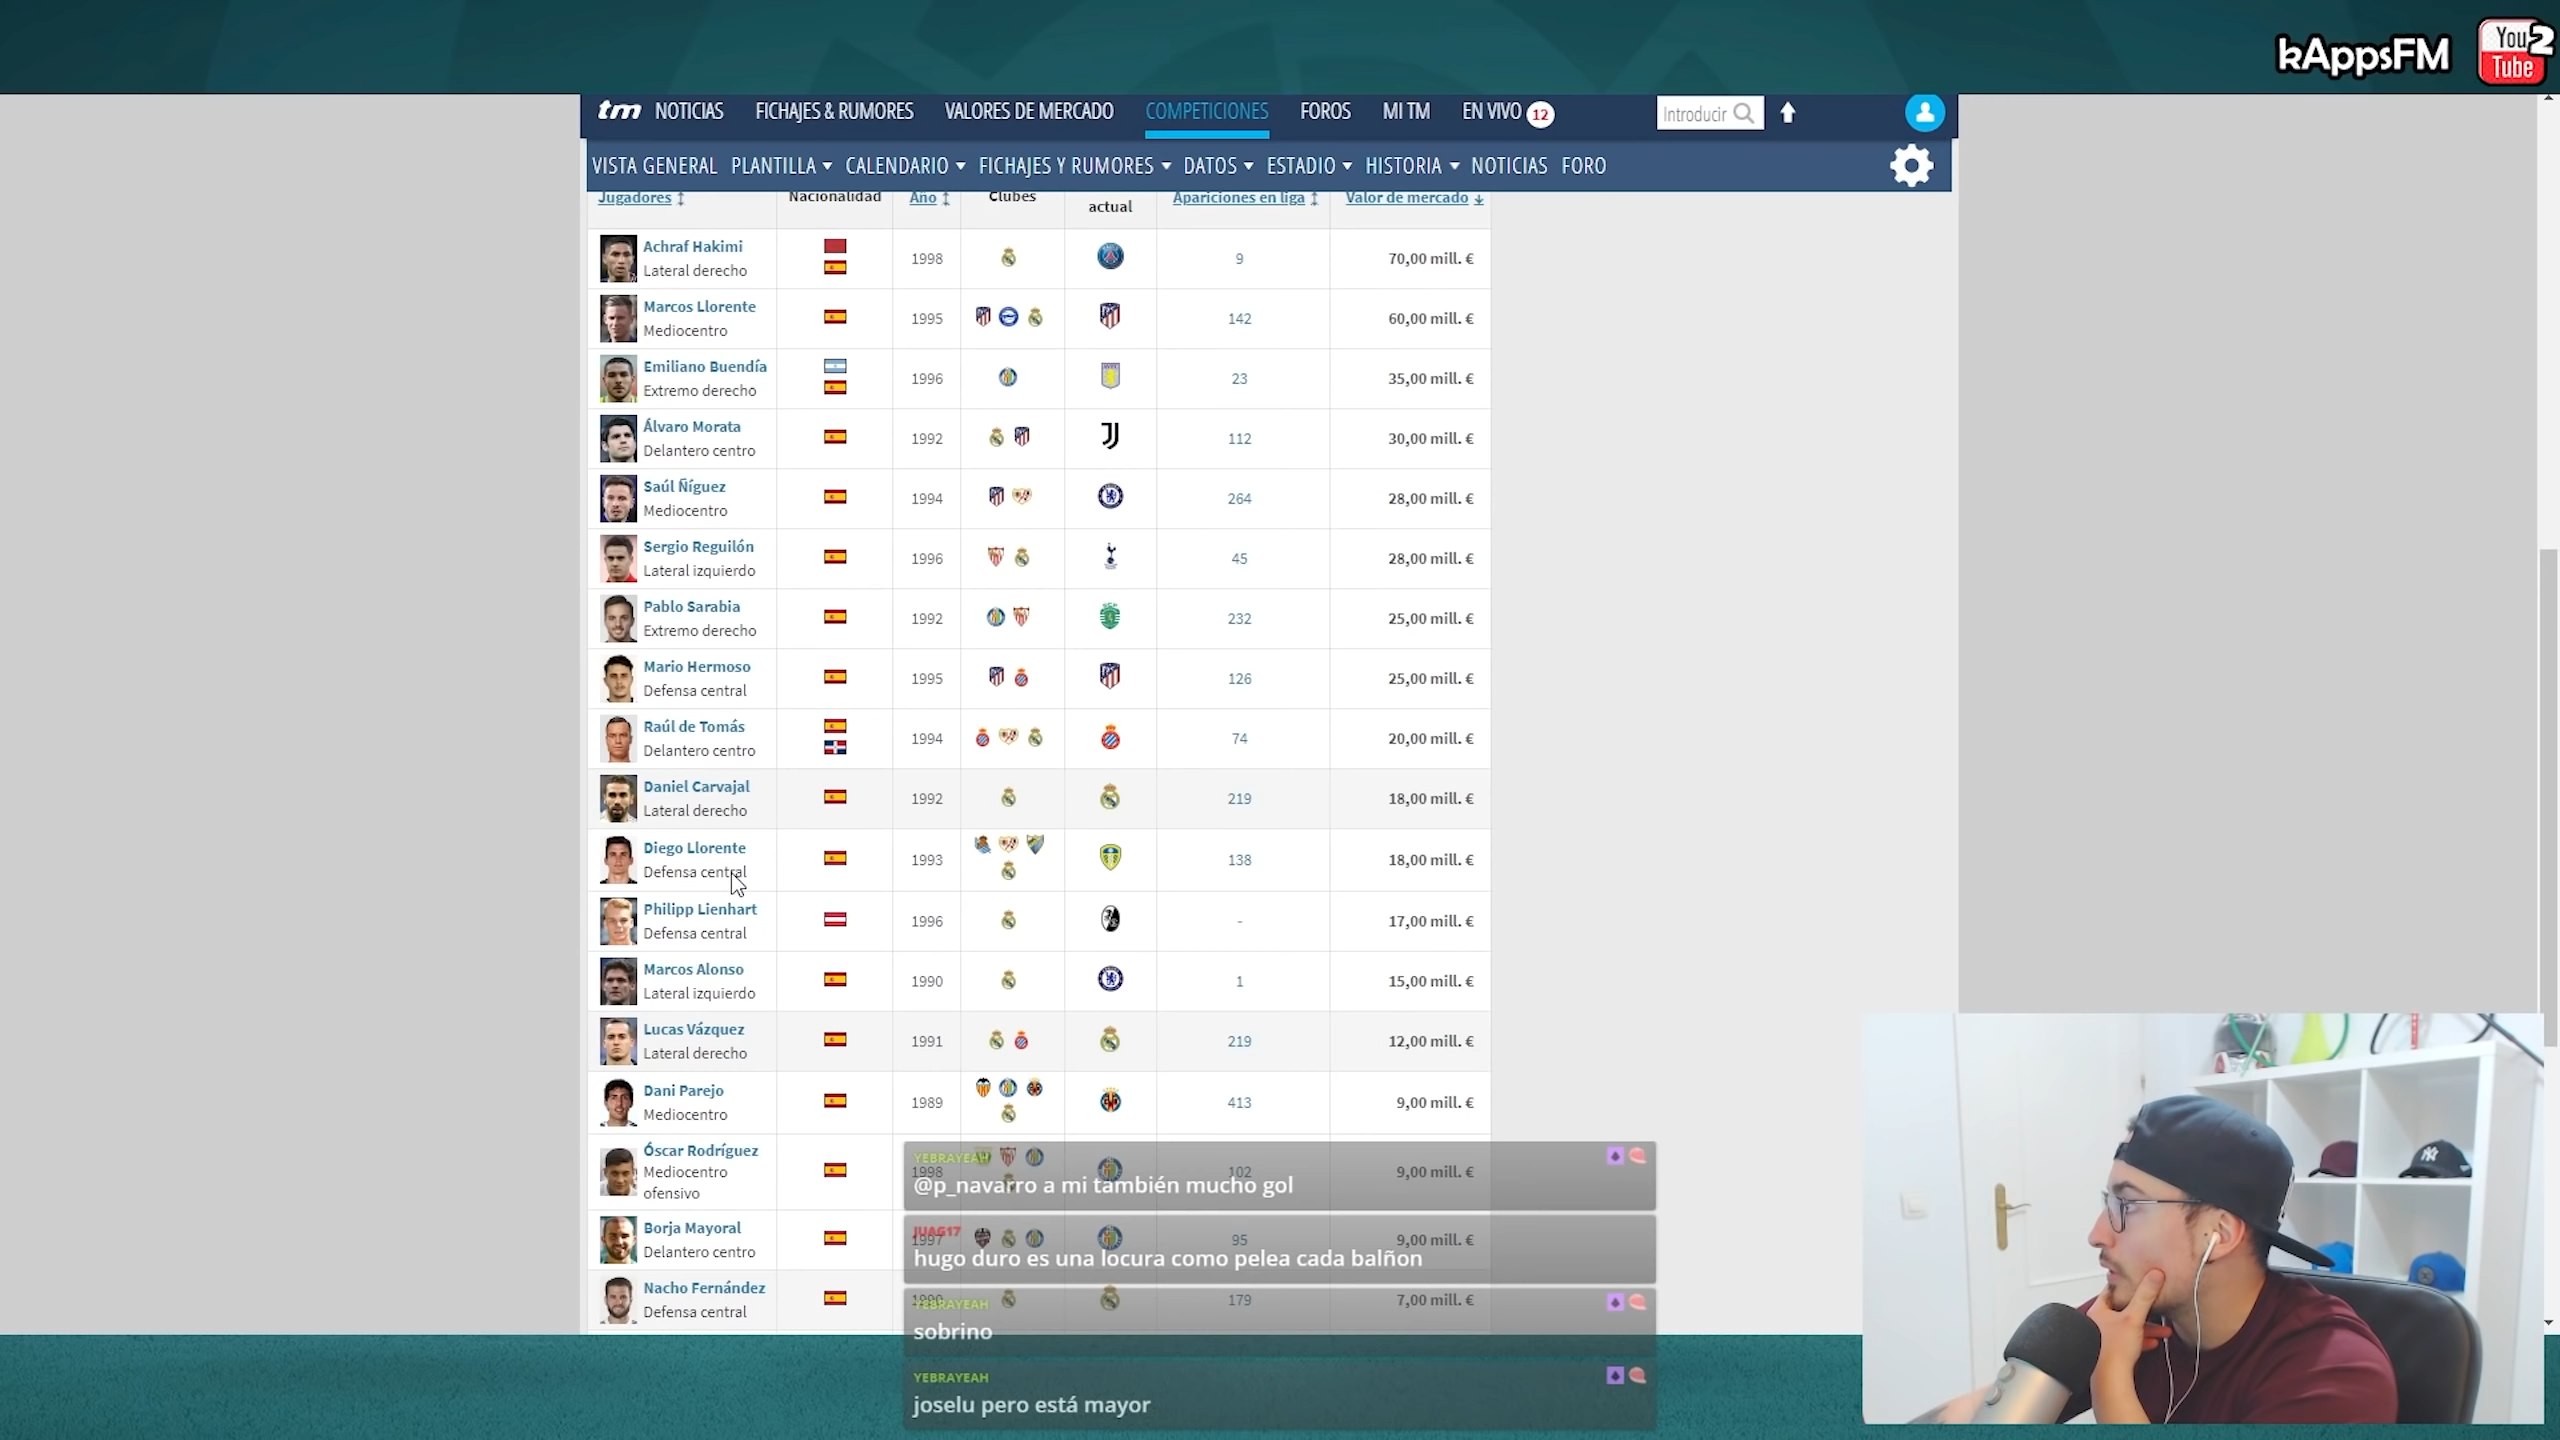 kAppsFM
You 2
Tube
tm NOTICIAS FICHAJES & RUMORES VALORES DE MERCADO COMPETICIONES FOROS MI TM EN VIVO 12 Introducir
VISTA GENERAL PLANTILLA CALENDARIO FICHAJES Y RUMORES DATOS ESTADIO HISTORIA NOTICIAS FORO
Jugadores Nacionalidad Año Clubes actual Apariciones en liga Valor de mercado
Achraf Hakimi
Lateral derecho
1998 9 70,00 mill. €
Marcos Llorente
Mediocentro
1995 142 60,00 mill. €
Emiliano Buendía
Extremo derecho
1996 23 35,00 mill. €
Álvaro Morata
Delantero centro
1992 112 30,00 mill. €
Saúl Ñíguez
Mediocentro
1994 264 28,00 mill. €
Sergio Reguilón
Lateral izquierdo
1996 45 28,00 mill. €
Pablo Sarabia
Extremo derecho
1992 232 25,00 mill. €
Mario Hermoso
Defensa central
1995 126 25,00 mill. €
Raúl de Tomás
Delantero centro
1994 74 20,00 mill. €
Daniel Carvajal
Lateral derecho
1992 219 18,00 mill. €
Diego Llorente
Defensa central
1993 138 18,00 mill. €
Philipp Lienhart
Defensa central
1996 - 17,00 mill. €
Marcos Alonso
Lateral izquierdo
1990 1 15,00 mill. €
Lucas Vázquez
Lateral derecho
1991 219 12,00 mill. €
Dani Parejo
Mediocentro
1989 413 9,00 mill. €
Óscar Rodríguez
Mediocentro
ofensivo
1998 102 9,00 mill. €
Borja Mayoral
Delantero centro
1997 95 9,00 mill. €
Nacho Fernández
Defensa central
1990 179 7,00 mill. €
YEBRAYEAH
@p_navarro a mi también mucho gol
JUAG17
hugo duro es una locura como pelea cada balñon
YEBRAYEAH
sobrino
YEBRAYEAH
joselu pero está mayor